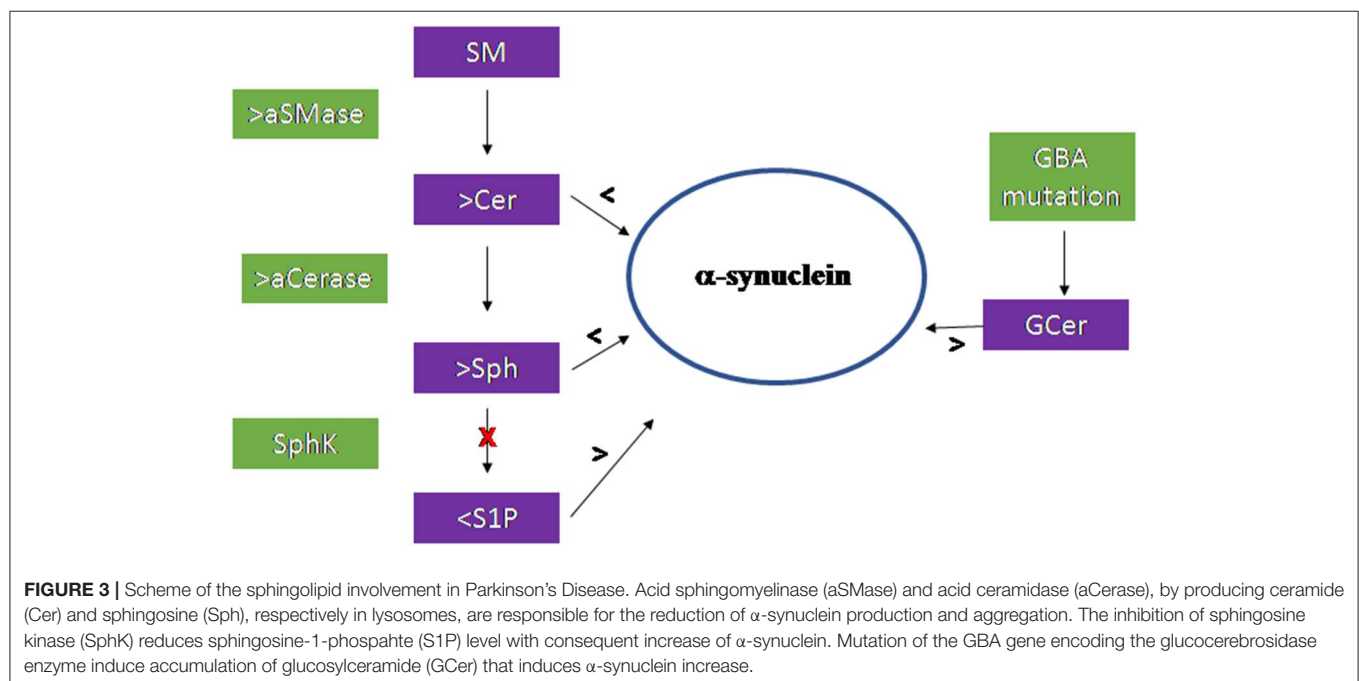 SM
>aSMase
>Cer
<
>aCerase
>Sph
<
SphK
X
>
<S1P
α-synuclein
GBA
mutation
GCer
>
FIGURE 3 | Scheme of the sphingolipid involvement in Parkinson's Disease. Acid sphingomyelinase (aSMase) and acid ceramidase (aCerase), by producing ceramide
(Cer) and sphingosine (Sph), respectively in lysosomes, are responsible for the reduction of α-synuclein production and aggregation. The inhibition of sphingosine
kinase (SphK) reduces sphingosine-1-phospahte (S1P) level with consequent increase of α-synuclein. Mutation of the GBA gene encoding the glucocerebrosidase
enzyme induce accumulation of glucosylceramide (GCer) that induces α-synuclein increase.